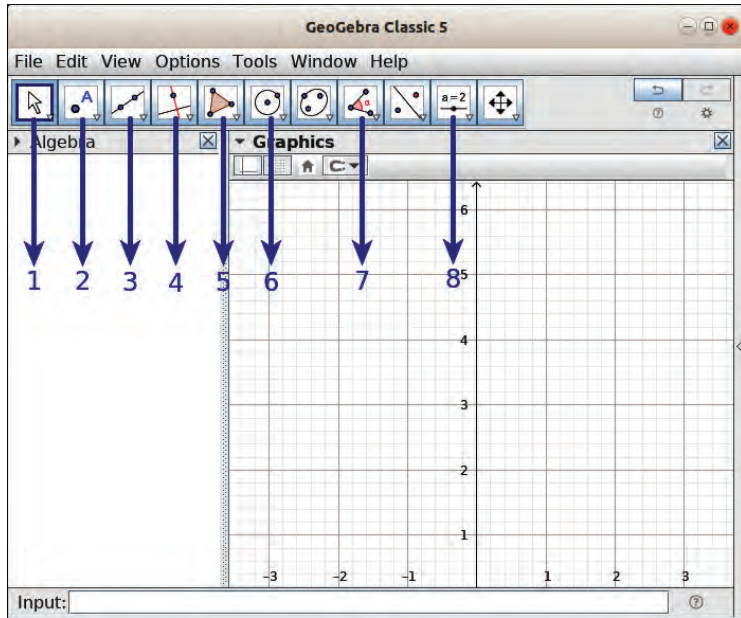 GeoGebra Classic 5
File Edit View Options Tools Window Help
A
α
a=2
Algebra
Graphics
1 2 3 4 5 6 7 8
6
5
4
3
2
1
-3 -2 -1 1 2 3
Input: